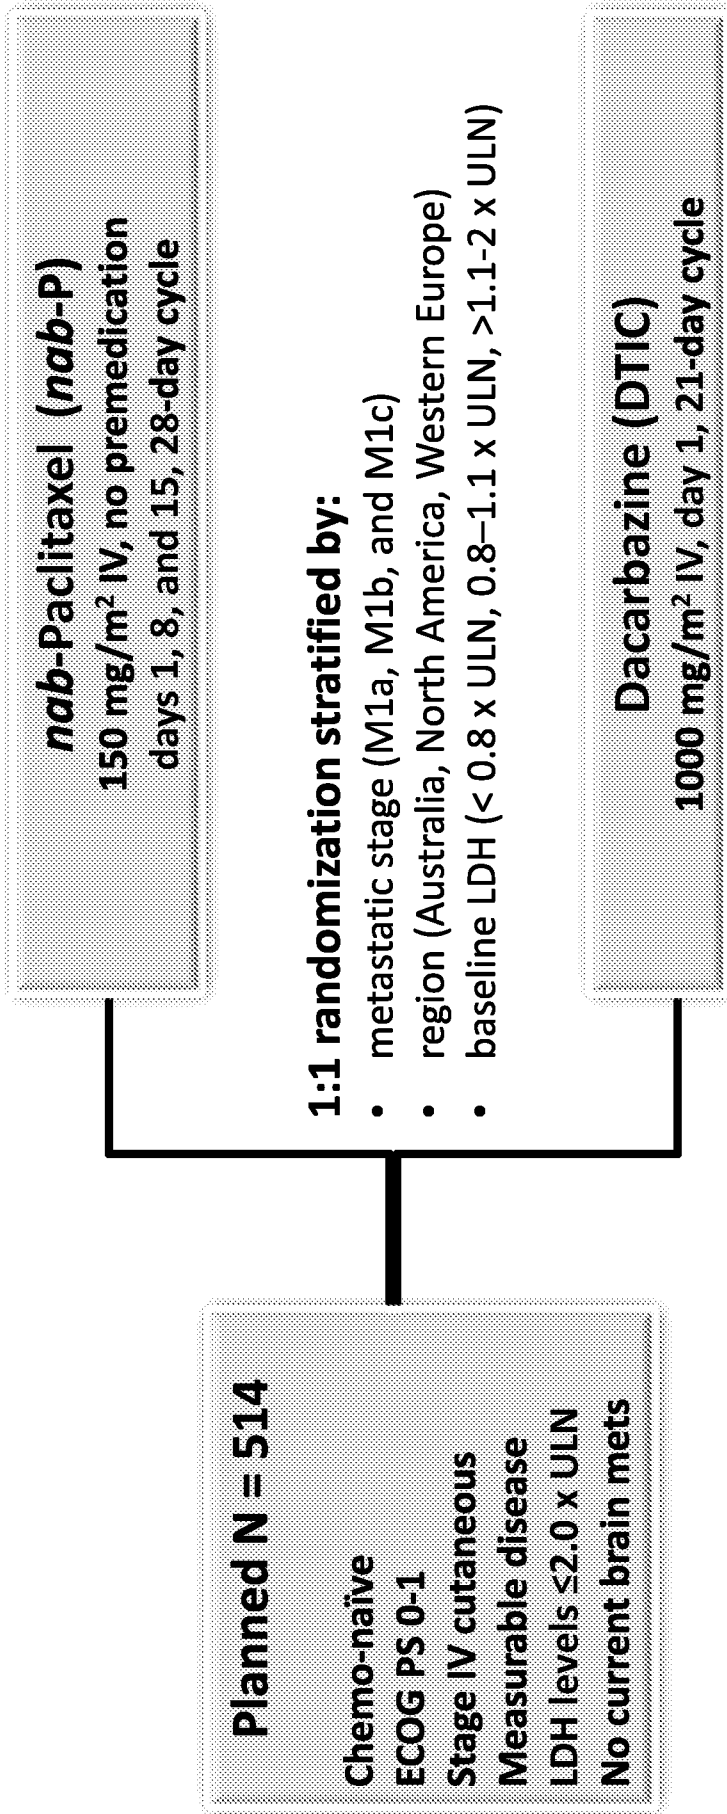 Planned N = 514
Chemo-naïve
ECOG PS 0-1
Stage IV cutaneous
Measurable disease
LDH levels ≤2.0 x ULN
No current brain mets
nab-Paclitaxel (nab-P)
150 mg/m² IV, no premedication
days 1, 8, and 15, 28-day cycle
1:1 randomization stratified by:
• metastatic stage (M1a, M1b, and M1c)
• region (Australia, North America, Western Europe)
• baseline LDH (< 0.8 x ULN, 0.8–1.1 x ULN, >1.1-2 x ULN)
Dacarbazine (DTIC)
1000 mg/m² IV, day 1, 21-day cycle